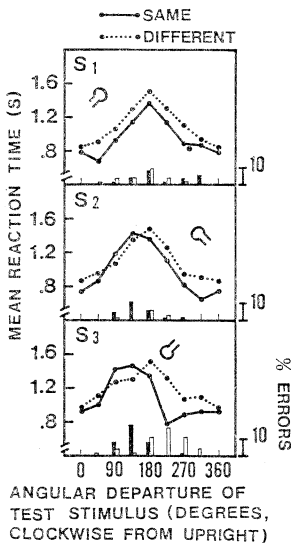 SAME
DIFFERENT
S1
1.6
1.2
.8
10
S2
1.6
1.2
.8
10
S3
1.6
1.2
.8
10
MEAN REACTION TIME (S)
% ERRORS
0 90 180 270 360
ANGULAR DEPARTURE OF
TEST STIMULUS (DEGREES,
CLOCKWISE FROM UPRIGHT)